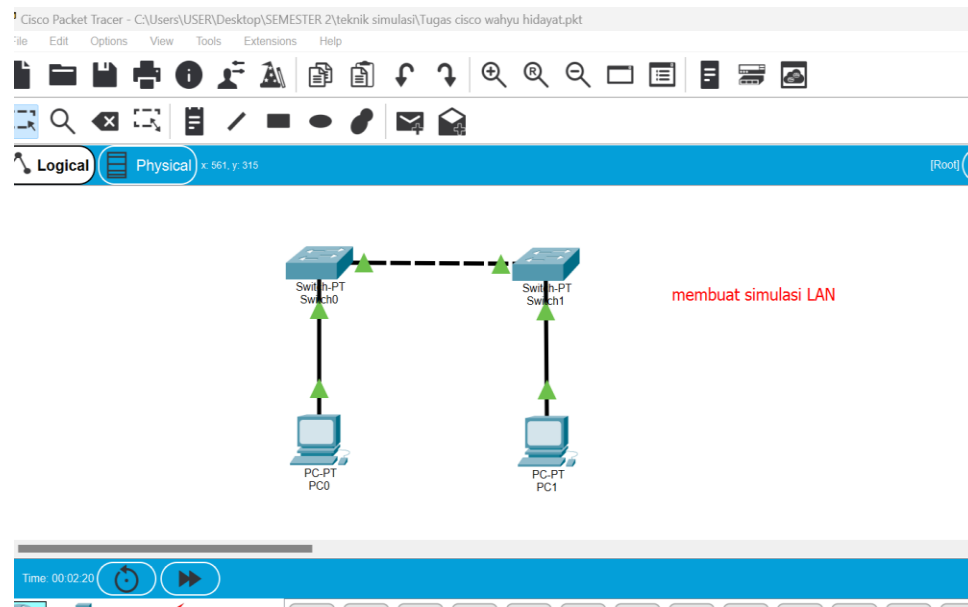 Cisco Packet Tracer - C:\Users\USER\Desktop\SEMESTER 2\teknik simulasi\Tugas cisco wahyu hidayat.pkt
File Edit Options View Tools Extensions Help
Logical Physical x: 561, y: 315 [Root]
Switch-PT Switch-PT
Switch0 Switch1
membuat simulasi LAN
PC-PT PC-PT
PC0 PC1
Time: 00:02:20